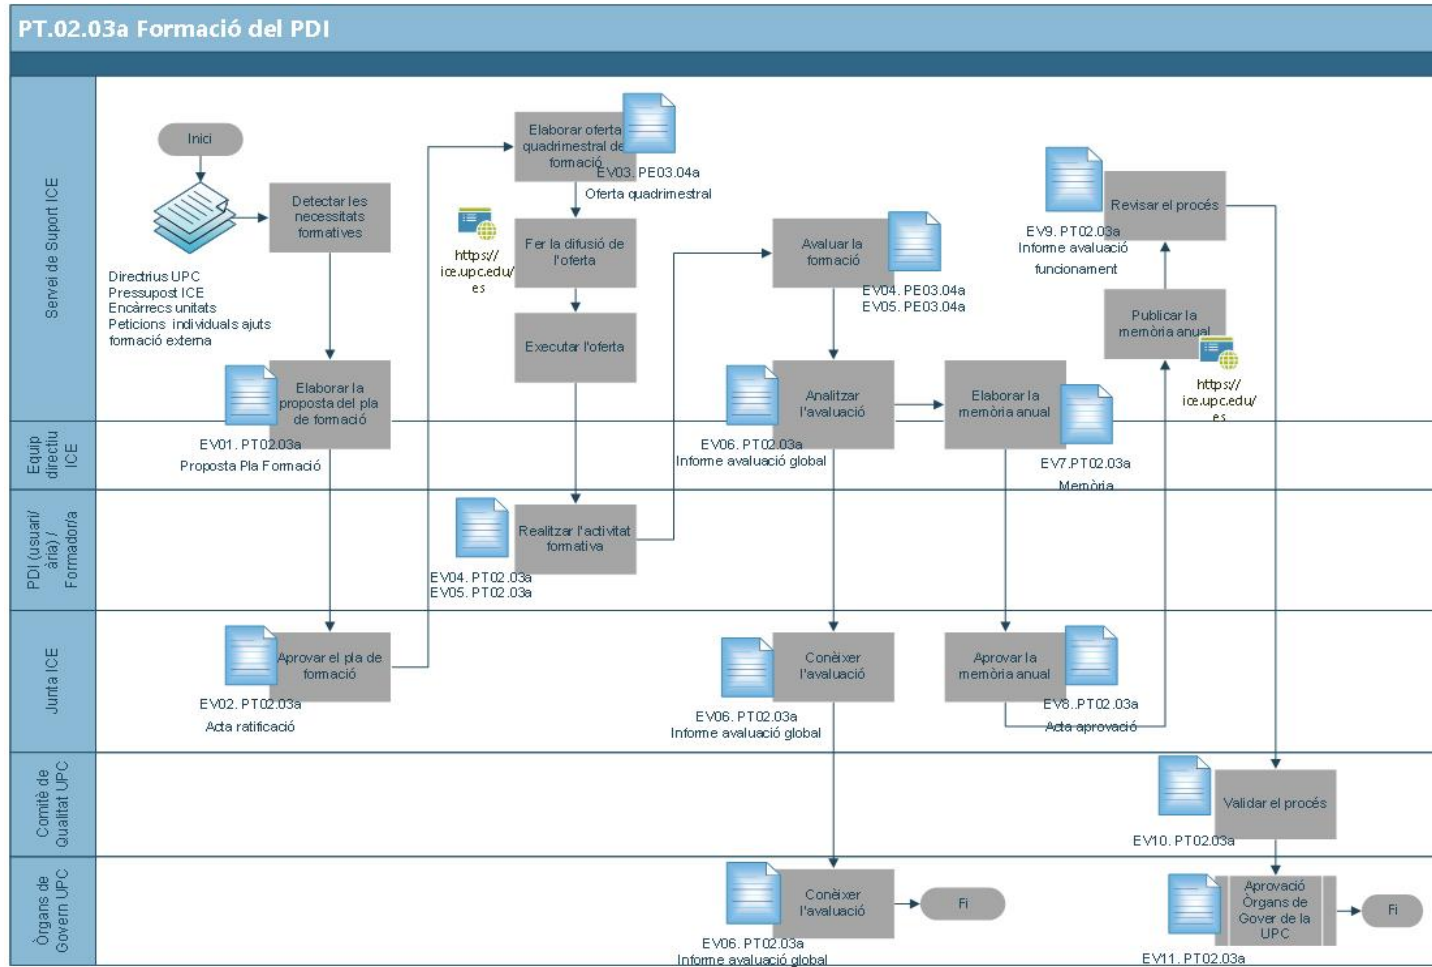 PT.02.03a Formació del PDI
Servei de Suport ICE
Inici
Directrius UPC
Pressupost ICE
Encàrrecs unitats
Peticions individuals ajuts
formació externa
Detectar les
necessitats
formatives
Elaborar la
proposta del pla
de formació
EV01. PT02.03a
Proposta Pla Formació
Elaborar oferta
quadrimestral de
formació
EV03. PE03.04a
Oferta quadrimestral
https://
ice.upc.edu/
es
Fer la difusió de
l'oferta
Executar l'oferta
Avaluar la
formació
EV04. PE03.04a
EV05. PE03.04a
Analitzar
l'avaluació
EV06. PT02.03a
Informe avaluació global
Elaborar la
memòria anual
EV7.PT02.03a
Memòria
Revisar el procés
EV9. PT02.03a
Informe avaluació
funcionament
Publicar la
memòria anual
https://
ice.upc.edu/
es
Equip
directiu
ICE
PDI (usuari/
ària) /
Formador/a
Realitzar l'activitat
formativa
EV04. PT02.03a
EV05. PT02.03a
Junta ICE
Aprovar el pla de
formació
EV02. PT02.03a
Acta ratificació
Conèixer
l'avaluació
EV06. PT02.03a
Informe avaluació global
Aprovar la
memòria anual
EV8..PT02.03a
Acta aprovació
Comitè de
Qualitat UPC
Validar el procés
EV10. PT02.03a
Òrgans de
Govern UPC
Conèixer
l'avaluació
EV06. PT02.03a
Informe avaluació global
Fi
Aprovació
Òrgans de
Gover de la
UPC
EV11. PT02.03a
Fi